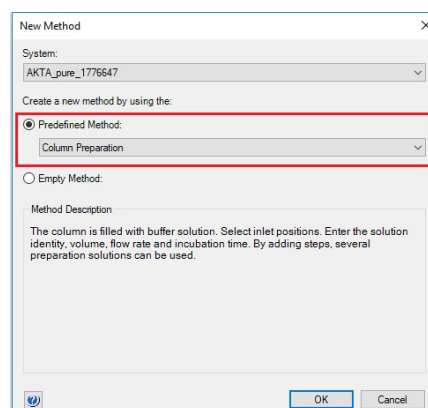 New Method
System:
AKTA_pure_1776647
Create a new method by using the:
Predefined Method:
Column Preparation
Empty Method:
Method Description
The column is filled with buffer solution. Select inlet positions. Enter the solution
identity, volume, flow rate and incubation time. By adding steps, several
preparation solutions can be used.
OK Cancel